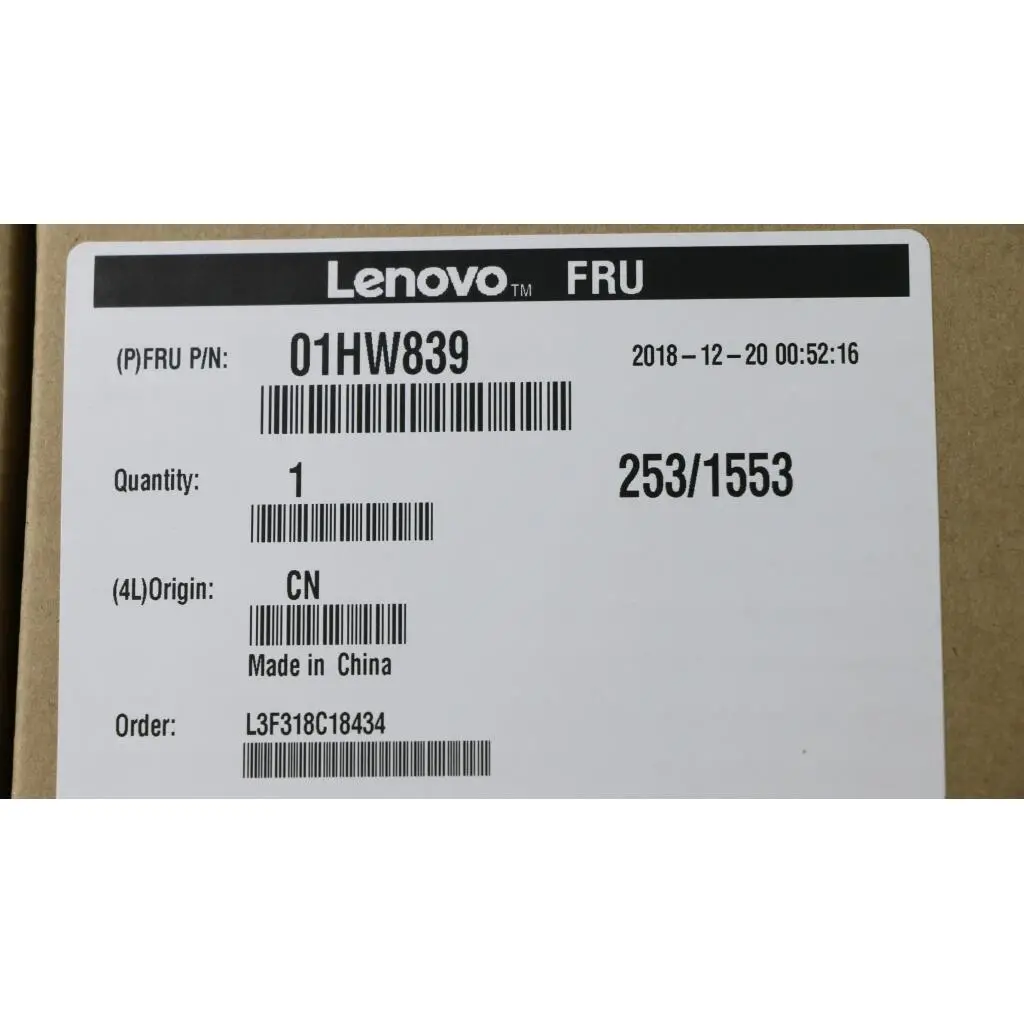 Lenovo™ FRU
(P)FRU P/N: 01HW839 2018-12-20 00:52:16
Quantity: 1 253/1553
(4L)Origin: CN
Made in China
Order: L3F318C18434